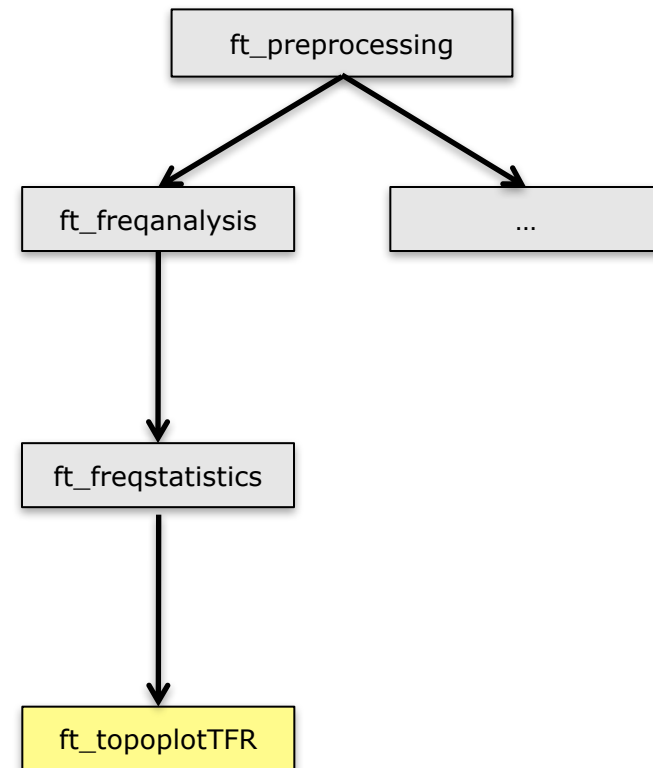 ft_preprocessing
ft_freqanalysis
...
ft_freqstatistics
ft_topoplotTFR